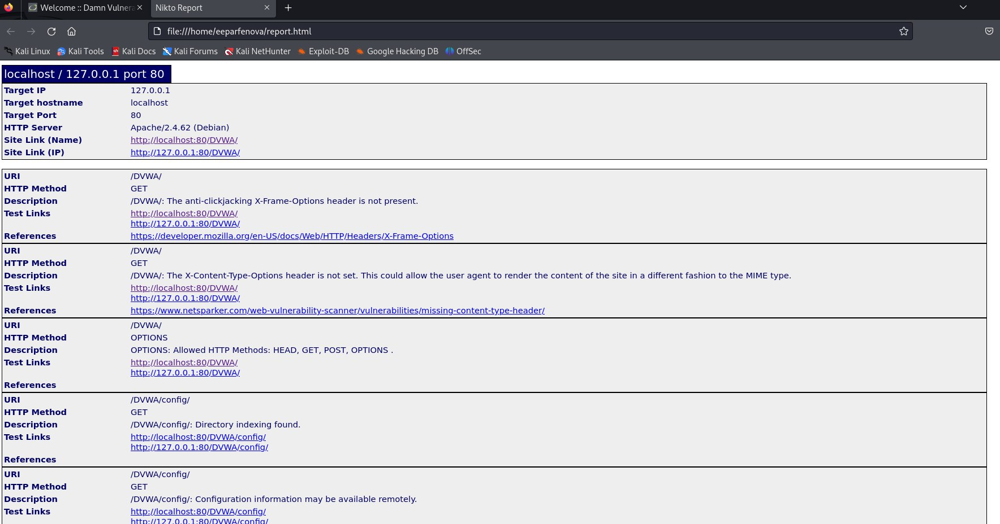 Welcome :: Damn Vulnera
Nikto Report
file:///home/eeparfenova/report.html
Kali Linux Kali Tools Kali Docs Kali Forums Kali NetHunter Exploit-DB Google Hacking DB OffSec
localhost / 127.0.0.1 port 80
Target IP 127.0.0.1
Target hostname localhost
Target Port 80
HTTP Server Apache/2.4.62 (Debian)
Site Link (Name) http://localhost:80/DVWA/
Site Link (IP) http://127.0.0.1:80/DVWA/
URI /DVWA/
HTTP Method GET
Description /DVWA/: The anti-clickjacking X-Frame-Options header is not present.
Test Links http://localhost:80/DVWA/
http://127.0.0.1:80/DVWA/
References https://developer.mozilla.org/en-US/docs/Web/HTTP/Headers/X-Frame-Options
URI /DVWA/
HTTP Method GET
Description /DVWA/: The X-Content-Type-Options header is not set. This could allow the user agent to render the content of the site in a different fashion to the MIME type.
Test Links http://localhost:80/DVWA/
http://127.0.0.1:80/DVWA/
References https://www.netsparker.com/web-vulnerability-scanner/vulnerabilities/missing-content-type-header/
URI /DVWA/
HTTP Method OPTIONS
Description OPTIONS: Allowed HTTP Methods: HEAD, GET, POST, OPTIONS .
Test Links http://localhost:80/DVWA/
http://127.0.0.1:80/DVWA/
References
URI /DVWA/config/
HTTP Method GET
Description /DVWA/config/: Directory indexing found.
Test Links http://localhost:80/DVWA/config/
http://127.0.0.1:80/DVWA/config/
References
URI /DVWA/config/
HTTP Method GET
Description /DVWA/config/: Configuration information may be available remotely.
Test Links http://localhost:80/DVWA/config/
http://127.0.0.1:80/DVWA/config/